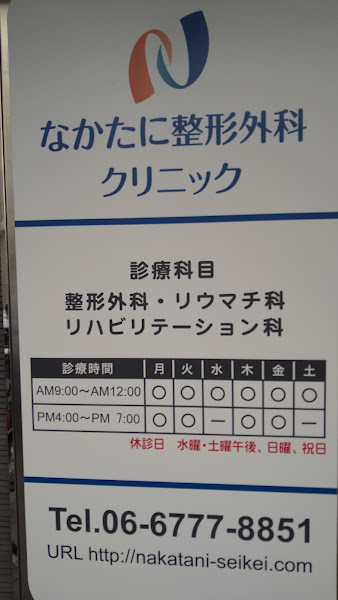 なかたに整形外科
クリニック
診療科目
整形外科・リウマチ科
リハビリテーション科
診療時間 月 火 水 木 金 土
AM9:00～AM12:00 ○ ○ ○ ○ ○ ○
PM4:00～PM 7:00 ○ ○ － ○ ○ －
休診日 水曜・土曜午後、日曜、祝日
Tel.06-6777-8851
URL http://nakatani-seikei.com